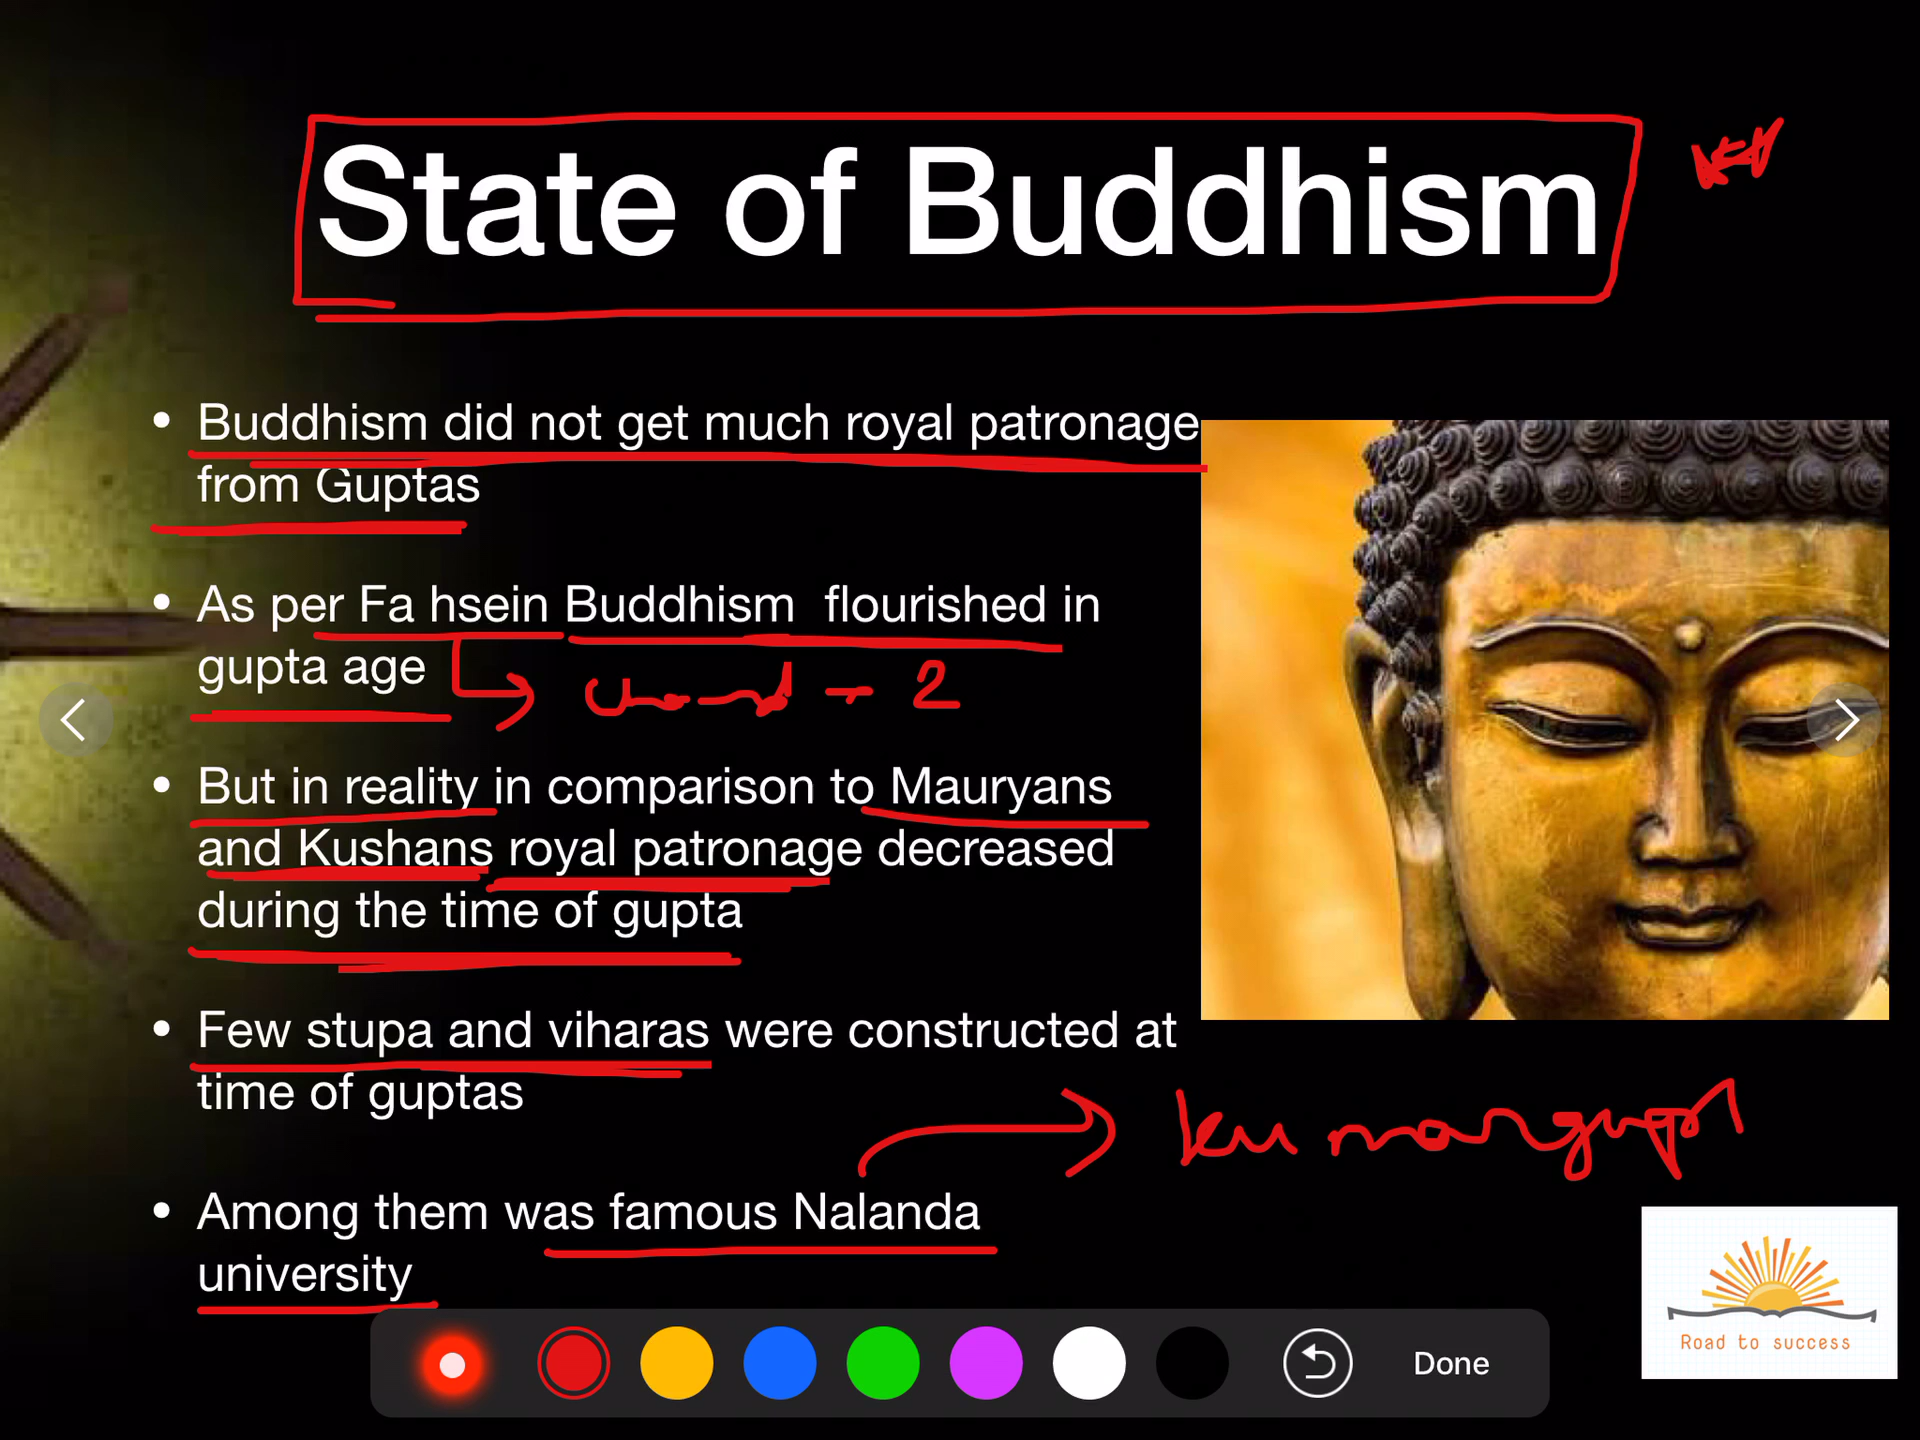 State of Buddhism
• Buddhism did not get much royal patronage
from Guptas
• As per Fa hsein Buddhism flourished in
gupta age
chand - 2
• But in reality in comparison to Mauryans
and Kushans royal patronage decreased
during the time of gupta
• Few stupa and viharas were constructed at
time of guptas
kumargupt
• Among them was famous Nalanda
university
Road to success
Done